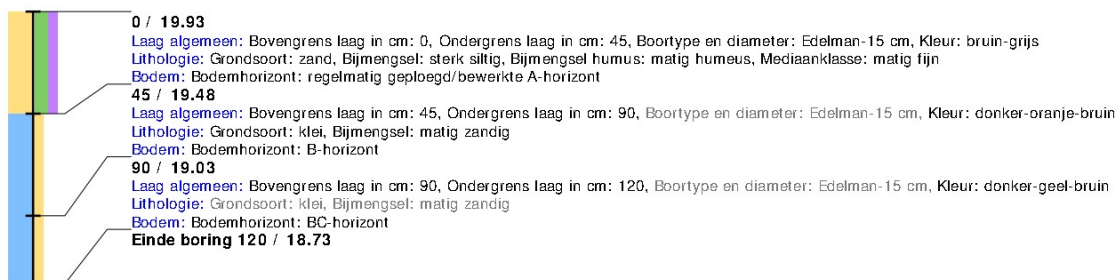 0 / 19.93
Laag algemeen: Bovengrens laag in cm: 0, Ondergrens laag in cm: 45, Boortype en diameter: Edelman-15 cm, Kleur: bruin-grijs
Lithologie: Grondsoort: zand, Bijmengsel: sterk siltig, Bijmengsel humus: matig humeus, Mediaanklasse: matig fijn
Bodem: Bodemhorizont: regelmatig geploegd/bewerkte A-horizont
45 / 19.48
Laag algemeen: Bovengrens laag in cm: 45, Ondergrens laag in cm: 90, Boortype en diameter: Edelman-15 cm, Kleur: donker-oranje-bruin
Lithologie: Grondsoort: klei, Bijmengsel: matig zandig
Bodem: Bodemhorizont: B-horizont
90 / 19.03
Laag algemeen: Bovengrens laag in cm: 90, Ondergrens laag in cm: 120, Boortype en diameter: Edelman-15 cm, Kleur: donker-geel-bruin
Lithologie: Grondsoort: klei, Bijmengsel: matig zandig
Bodem: Bodemhorizont: BC-horizont
Einde boring 120 / 18.73